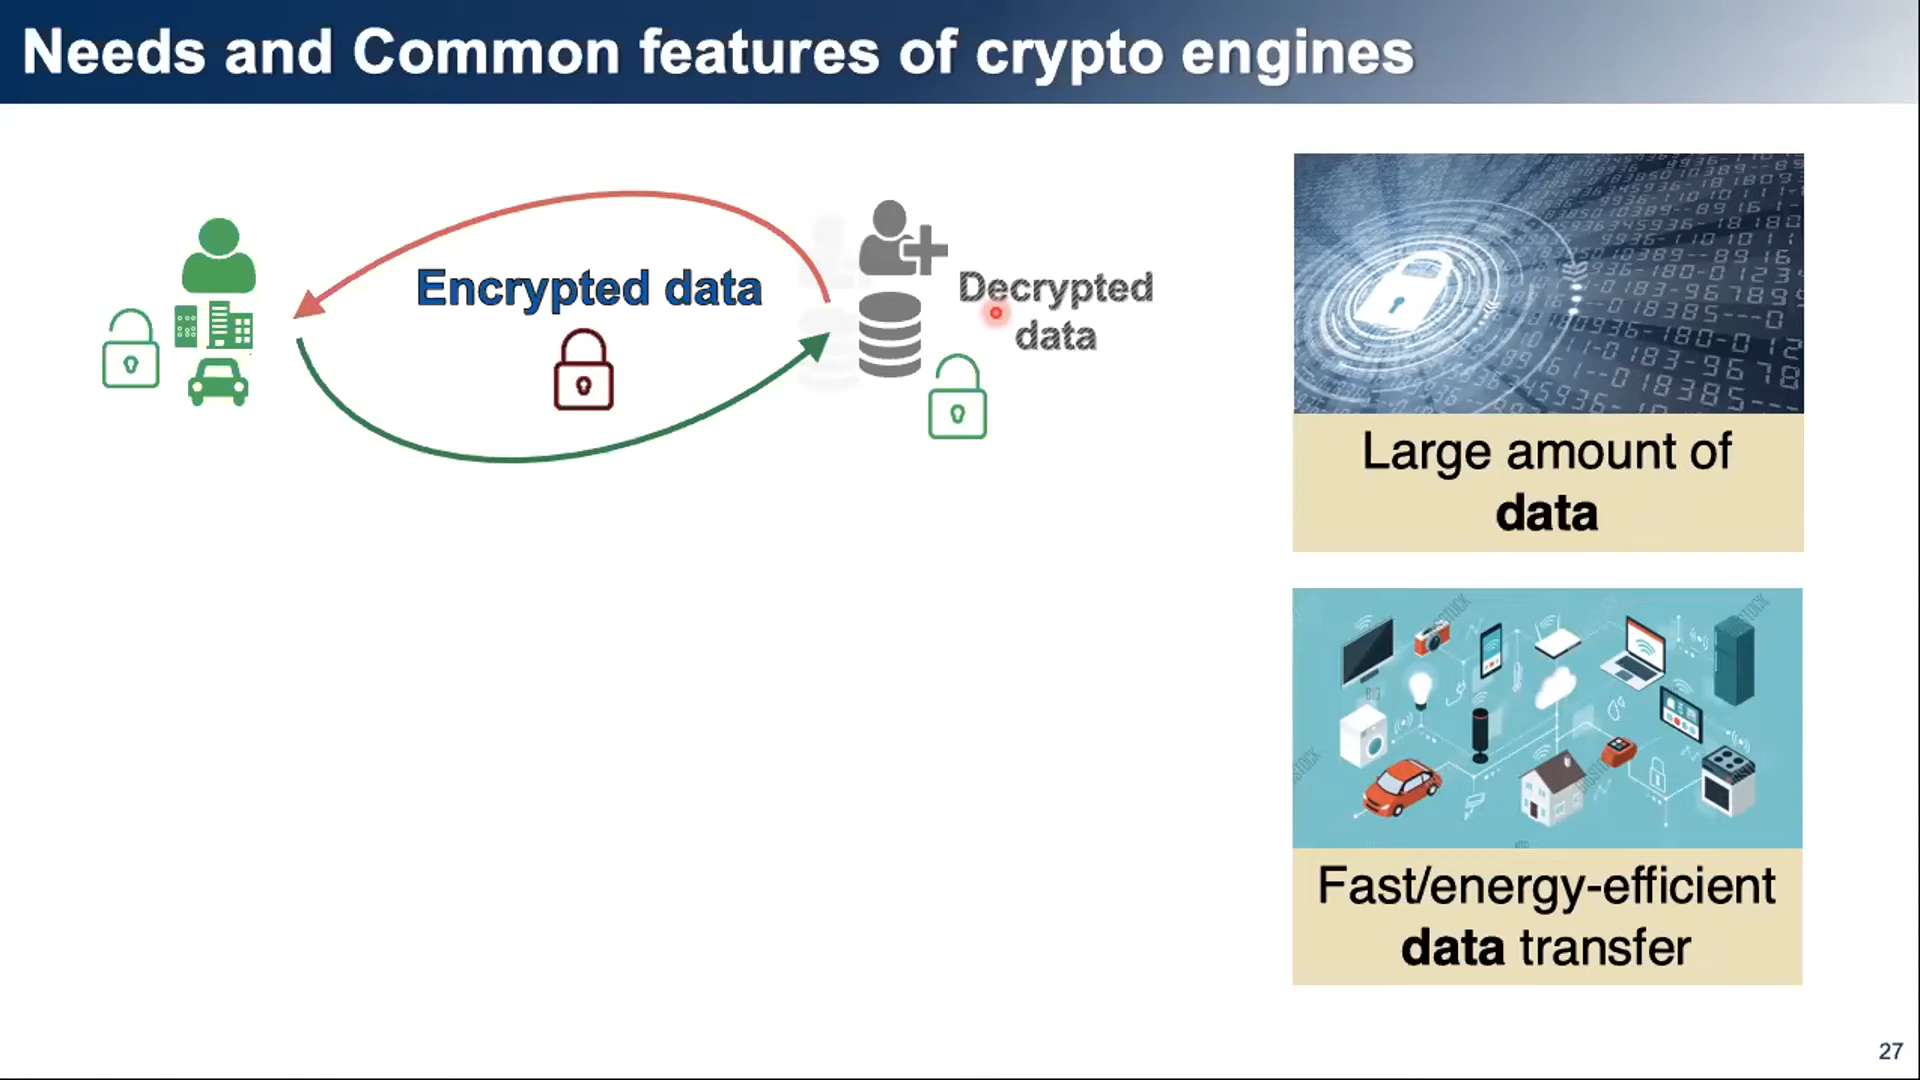 Needs and Common features of crypto engines
Encrypted data
Decrypted
data
Large amount of
data
Fast/energy-efficient
data transfer
27